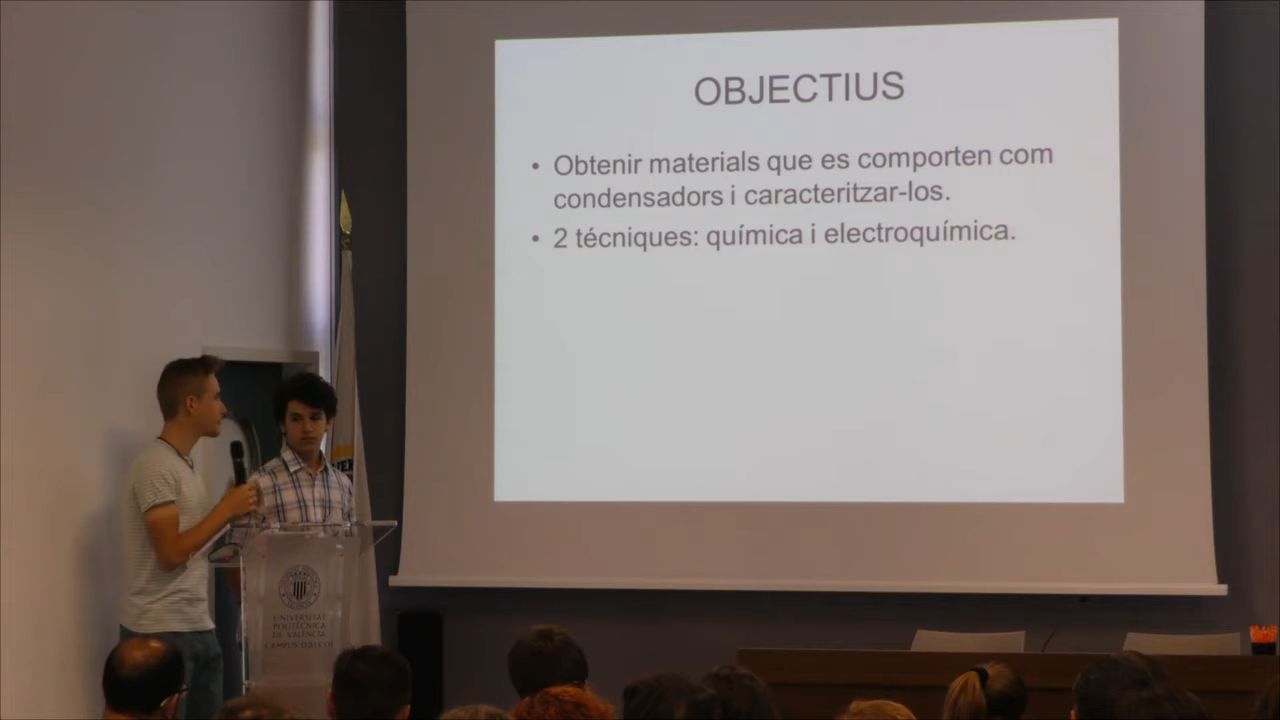 OBJECTIUS
• Obtenir materials que es comporten com
condensadors i caracteritzar-los.
• 2 tècniques: química i electroquímica.
UNIVERSITAT
POLITÈCNICA
DE VALÈNCIA
CAMPUS D'ALCOI